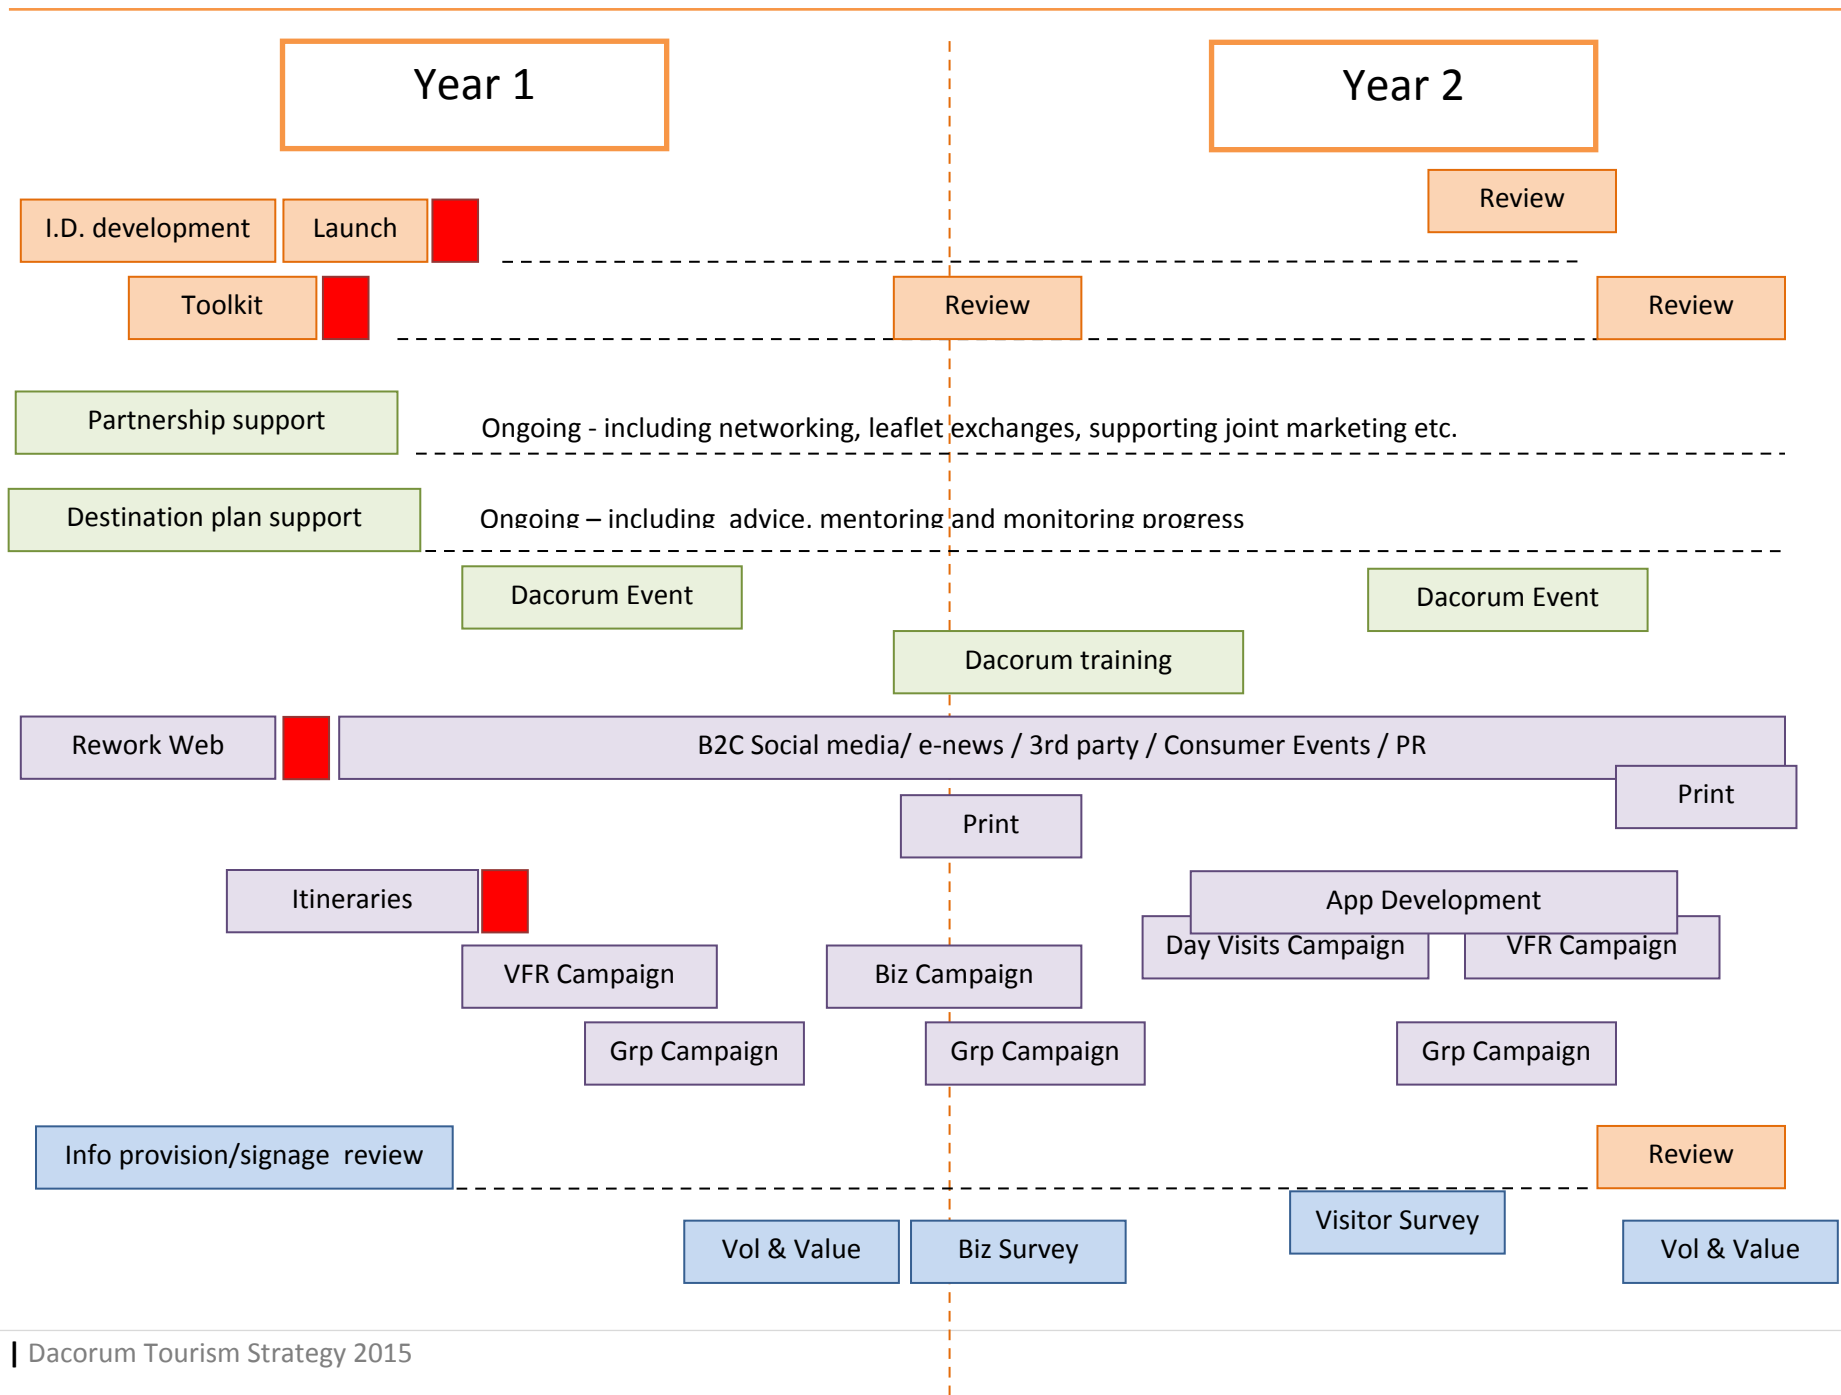 Year 1
Year 2
Review
I.D. development
Launch
Toolkit
Review
Review
Partnership support
Ongoing - including networking, leaflet exchanges, supporting joint marketing etc.
Destination plan support
Ongoing – including  advice, mentoring and monitoring progress
Dacorum Event
Dacorum Event
Dacorum training
Rework Web
B2C Social media/ e-news / 3rd party / Consumer Events / PR
Print
Print
Itineraries
App Development
Day Visits Campaign
VFR Campaign
VFR Campaign
Biz Campaign
Grp Campaign
Grp Campaign
Grp Campaign
Info provision/signage  review
Review
Visitor Survey
Vol & Value
Biz Survey
Vol & Value
| Dacorum Tourism Strategy 2015